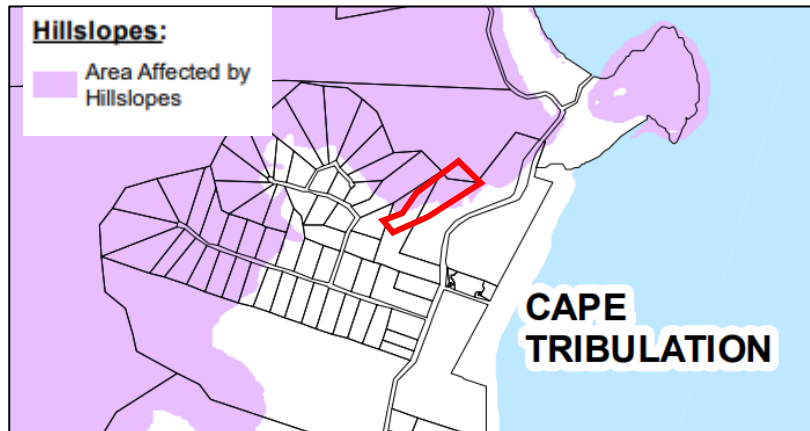 Hillslopes:
Area Affected by
Hillslopes
CAPE
TRIBULATION